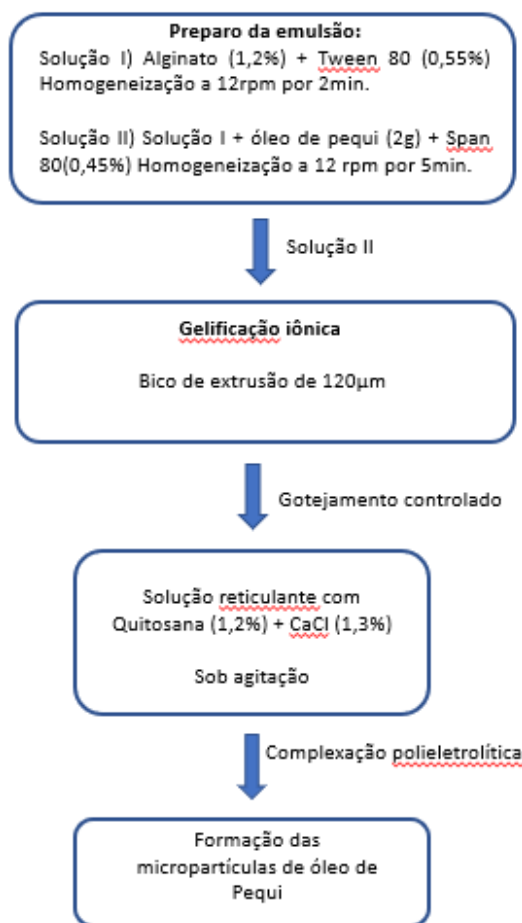 Preparo da emulsão:
Solução I) Alginato (1,2%) + Tween 80 (0,55%)
Homogeneização a 12rpm por 2min.
Solução II) Solução I + óleo de pequi (2g) + Span
80(0,45%) Homogeneização a 12 rpm por 5min.
Solução II
Gelificação iônica
Bico de extrusão de 120µm
Gotejamento controlado
Solução reticulante com
Quitosana (1,2%) + CaCl (1,3%)
Sob agitação
Complexação polieletrolítica
Formação das
micropartículas de óleo de
Pequi